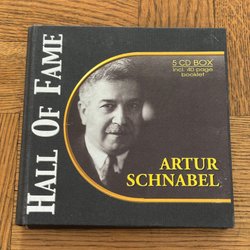 HALL OF FAME
5 CD BOX
incl. 40 page
booklet
ARTUR
SCHNABEL